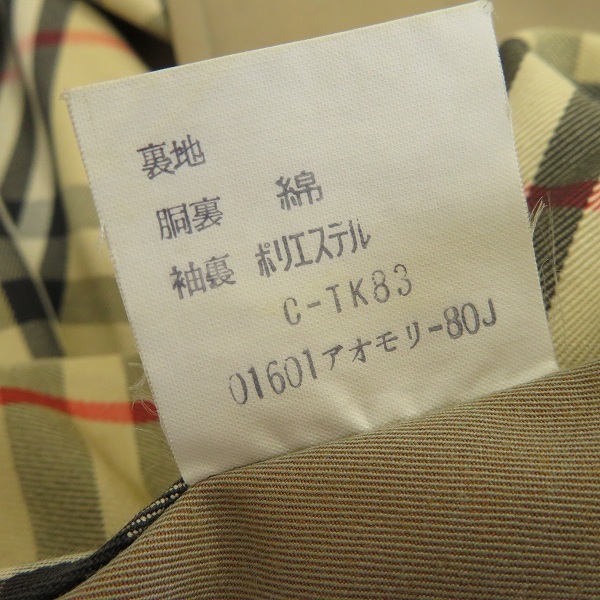 裏地
胴裏 綿
袖裏 ポリエステル
C-TK83
01601アオモリ-80J